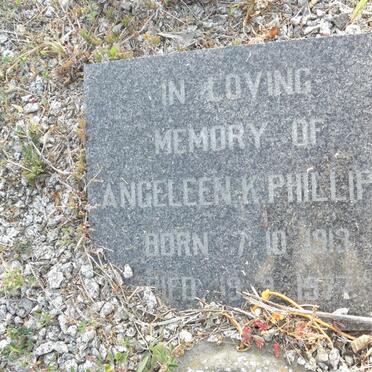 IN LOVING
MEMORY OF
ANGELEEN K PHILLIP
BORN 7 10 1913
DIED 1977